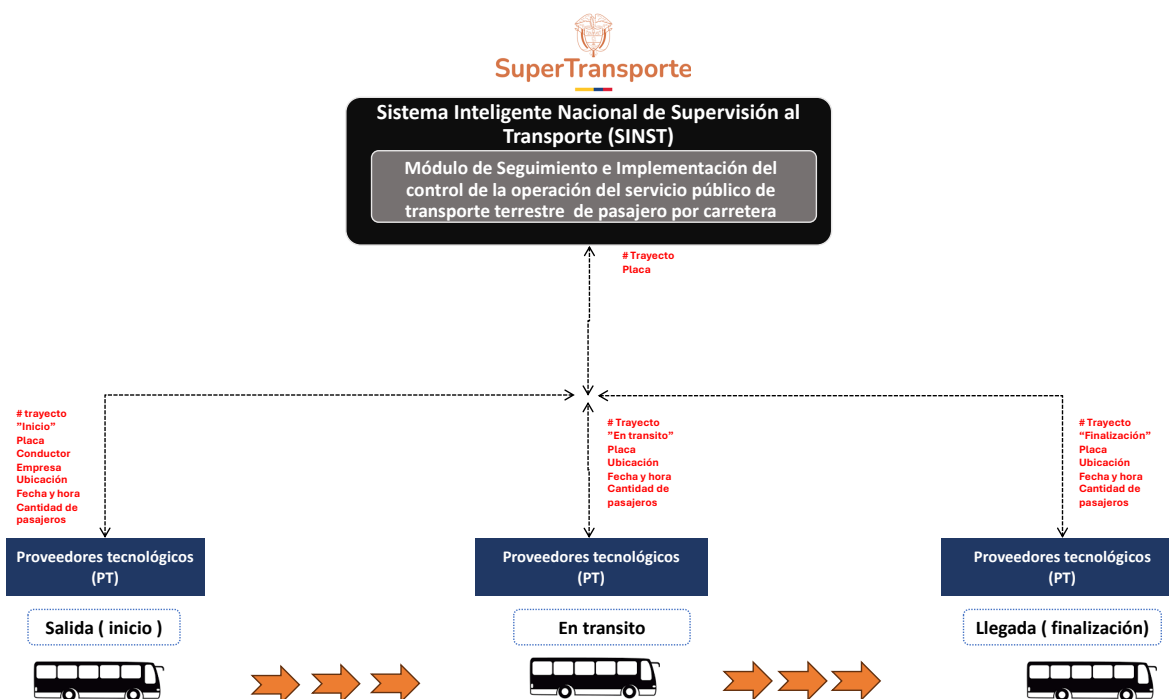 SuperTransporte
Sistema Inteligente Nacional de Supervisión al
Transporte (SINST)
Módulo de Seguimiento e Implementación del
control de la operación del servicio público de
transporte terrestre de pasajero por carretera
# Trayecto
Placa
# trayecto
"Inicio"
Placa
Conductor
Empresa
Ubicación
Fecha y hora
Cantidad de
pasajeros
# Trayecto
"En transito"
Placa
Ubicación
Fecha y hora
Cantidad de
pasajeros
# Trayecto
"Finalización"
Placa
Ubicación
Fecha y hora
Cantidad de
pasajeros
Proveedores tecnológicos
(PT)
Proveedores tecnológicos
(PT)
Proveedores tecnológicos
(PT)
Salida ( inicio )
En transito
Llegada ( finalización)